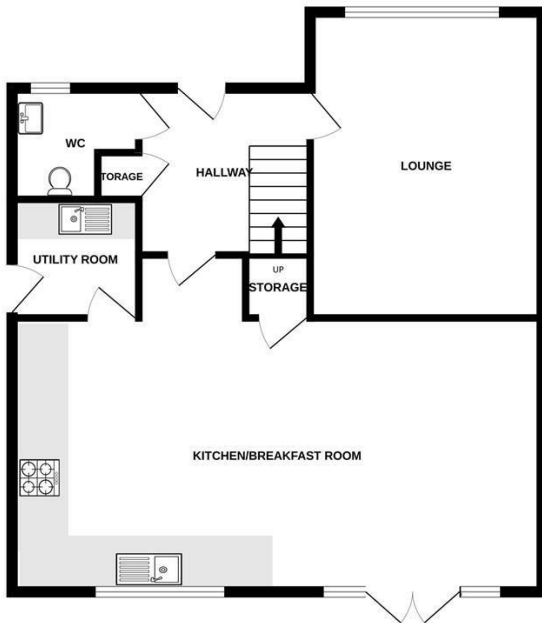 WC
TORAGE
HALLWAY
LOUNGE
UTILITY ROOM
UP
STORAGE
KITCHEN/BREAKFAST ROOM